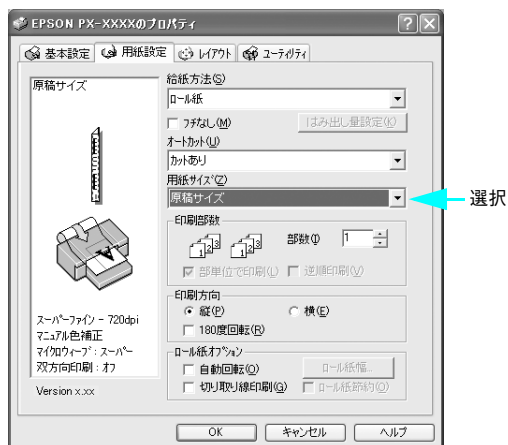 EPSON PX-XXXXのプロパティ
基本設定 用紙設定 レイアウト ユーティリティ
原稿サイズ
スーパーファイン - 720dpi
マニュアル色補正
マイクロウィーブ：スーパー
双方向印刷：オフ
Version x.xx
給紙方法(S)
ロール紙
フチなし(M) はみ出し量設定(K)
オートカット(U)
カットあり
用紙サイズ(Z)
原稿サイズ
選択
印刷部数
部数(I) 1
部単位で印刷(L) 逆順印刷(V)
印刷方向
縦(P) 横(E)
180度回転(R)
ロール紙オプション
自動回転(O) ロール紙幅...
切り取り線印刷(G) ロール紙節約(O)
OK キャンセル ヘルプ